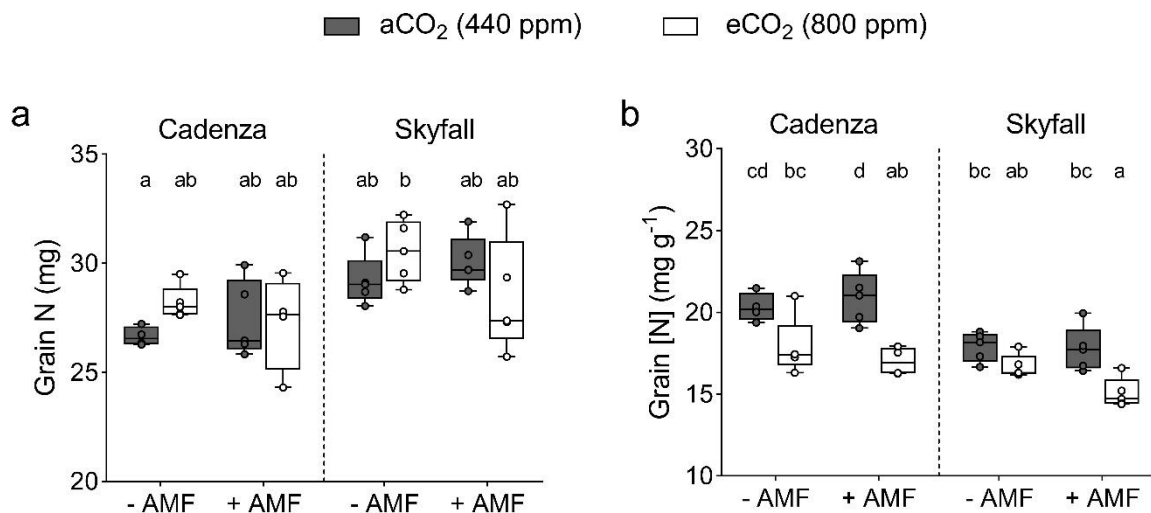 aCO₂ (440 ppm) eCO₂ (800 ppm)
a
Cadenza Skyfall
a ab ab ab ab b ab ab
35
30
25
20
Grain N (mg)
- AMF + AMF - AMF + AMF
b
Cadenza Skyfall
cd bc d ab bc ab bc a
30
25
20
15
10
Grain [N] (mg g⁻¹)
- AMF + AMF - AMF + AMF